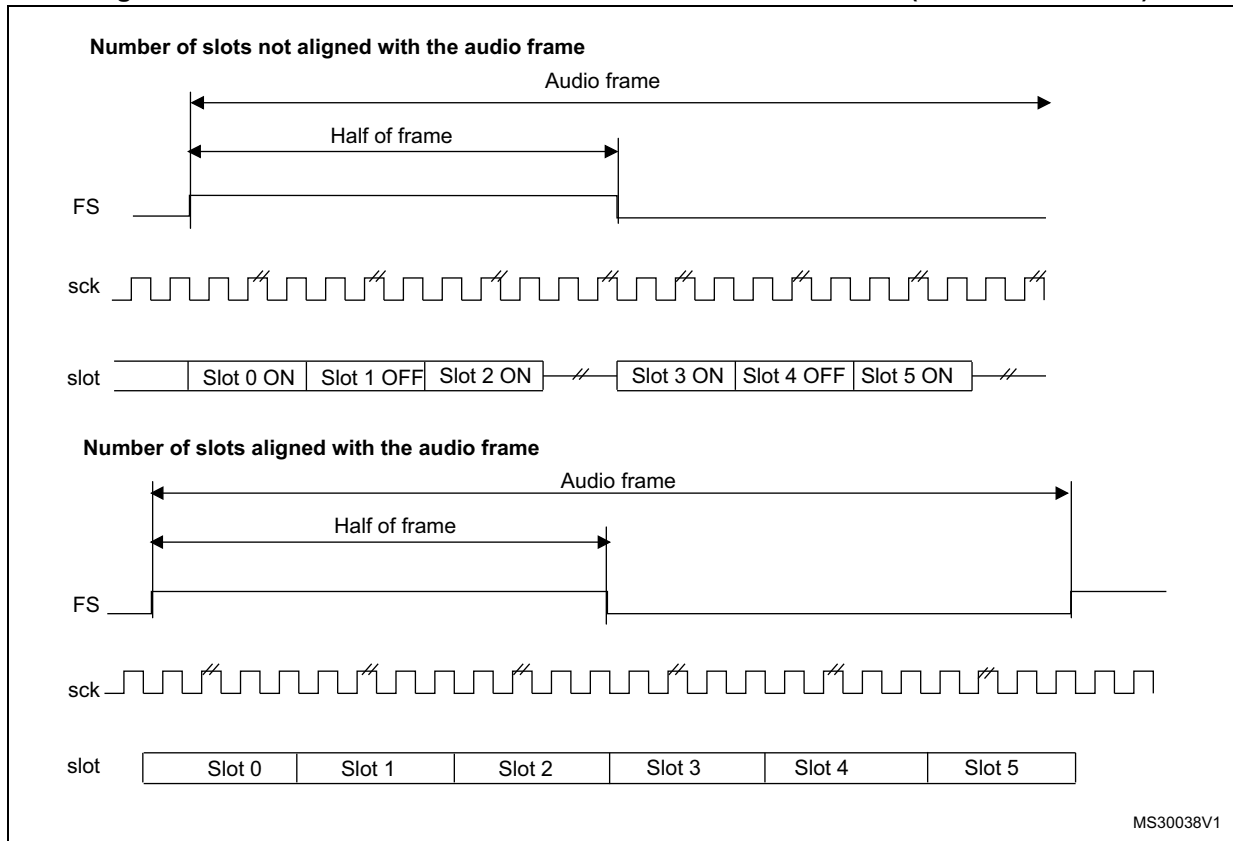 Number of slots not aligned with the audio frame
Audio frame
Half of frame
FS
sck
slot
Slot 0 ON Slot 1 OFF Slot 2 ON Slot 3 ON Slot 4 OFF Slot 5 ON
Number of slots aligned with the audio frame
Audio frame
Half of frame
FS
sck
slot
Slot 0 Slot 1 Slot 2 Slot 3 Slot 4 Slot 5
MS30038V1